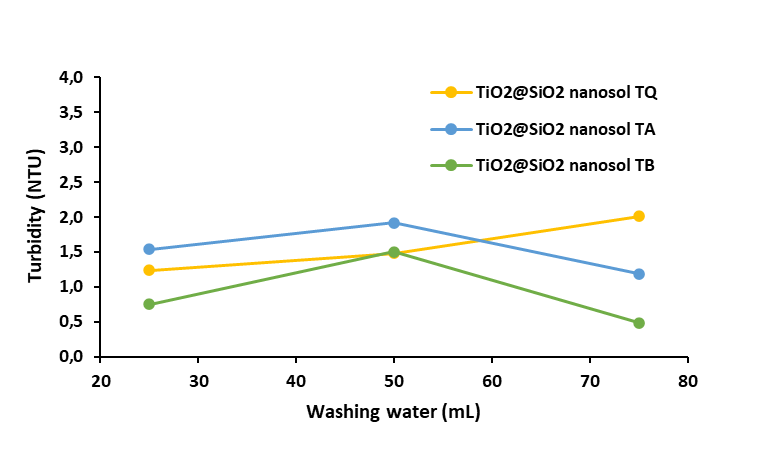 4,0
3,5
3,0
2,5
2,0
1,5
1,0
0,5
0,0
Turbidity (NTU)
TiO2@SiO2 nanosol TQ
TiO2@SiO2 nanosol TA
TiO2@SiO2 nanosol TB
20 30 40 50 60 70 80
Washing water (mL)